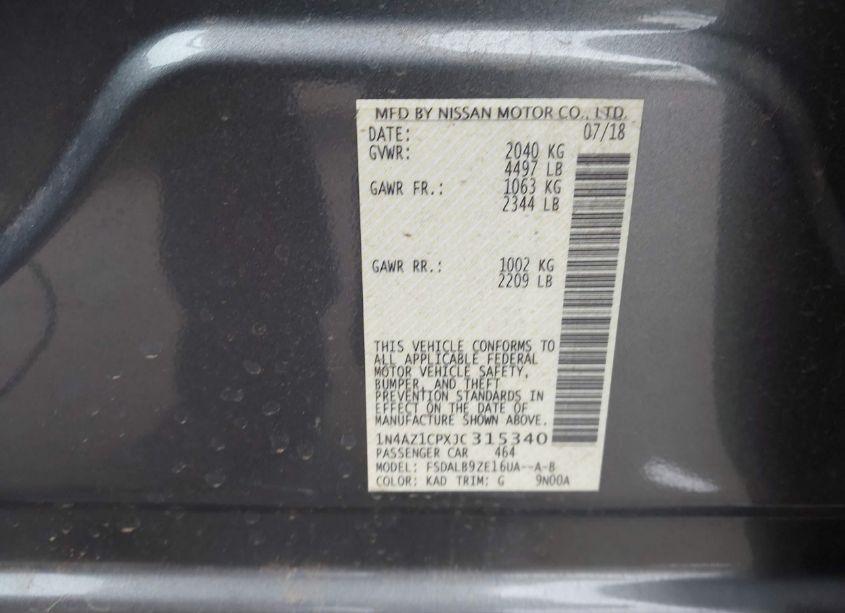 MFD BY NISSAN MOTOR CO., LTD.
DATE: 07/18
GVWR: 2040 KG
4497 LB
GAWR FR.: 1063 KG
2344 LB
GAWR RR.: 1002 KG
2209 LB
THIS VEHICLE CONFORMS TO
ALL APPLICABLE FEDERAL
MOTOR VEHICLE SAFETY,
BUMPER, AND THEFT
PREVENTION STANDARDS IN
EFFECT ON THE DATE OF
MANUFACTURE SHOWN ABOVE.
1N4AZ1CPXJC315340
PASSENGER CAR 464
MODEL: FSDALB9ZE16UA--A-B
COLOR: KAD TRIM: G 9N00A